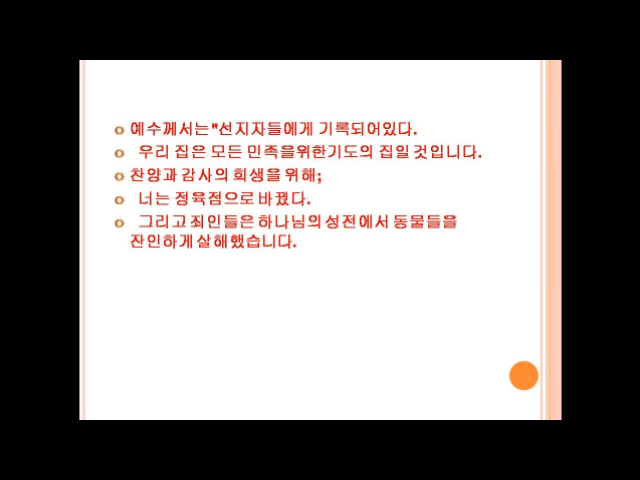 예수께서는 "선지자들에게 기록되어있다.
우리 집은 모든 민족을위한기도의 집일 것입니다.
찬양과 감사의 희생을 위해;
너는 정육점으로 바꿨다.
그리고 죄인들은 하나님의 성전에서 동물들을
잔인하게 살해했습니다.